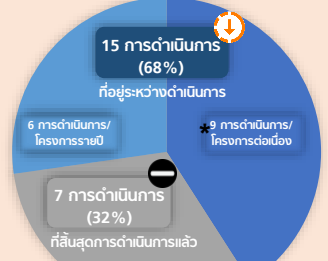 15 การดำเนินการ
(68%)
ที่อยู่ระหว่างดำเนินการ
6 การดำเนินการ/
โครงการรายปี
*9 การดำเนินการ/
โครงการต่อเนื่อง
7 การดำเนินการ
(32%)
ที่สิ้นสุดการดำเนินการแล้ว